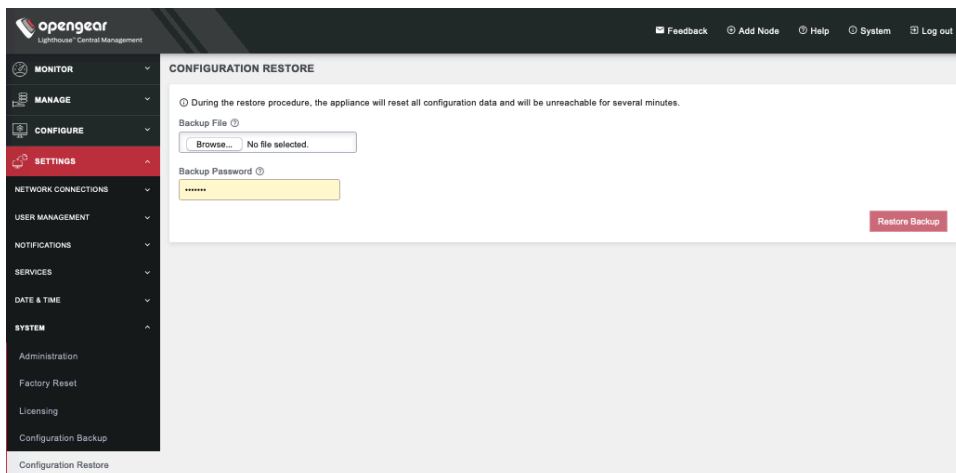 opengear
Lighthouse™ Central Management
Feedback
Add Node
Help
System
Log out
MONITOR
MANAGE
CONFIGURE
SETTINGS
NETWORK CONNECTIONS
USER MANAGEMENT
NOTIFICATIONS
SERVICES
DATE & TIME
SYSTEM
Administration
Factory Reset
Licensing
Configuration Backup
Configuration Restore
CONFIGURATION RESTORE
During the restore procedure, the appliance will reset all configuration data and will be unreachable for several minutes.
Backup File
Browse... No file selected.
Backup Password
•••••••
Restore Backup